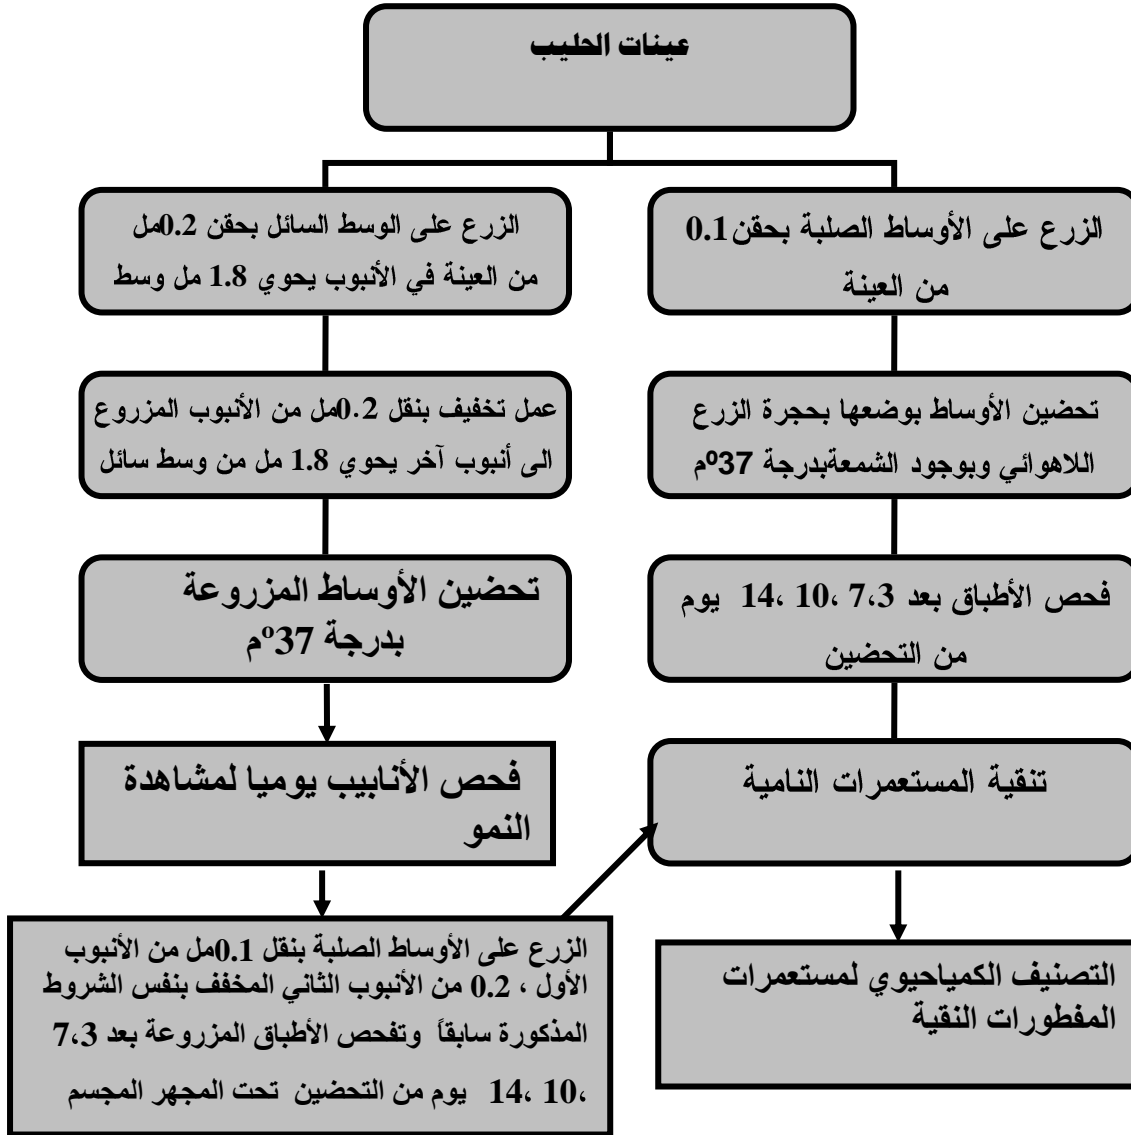 عينات الحليب
الزرع على الأوساط الصلبة بحقن0.1
من العينة
تحضين الأوساط بوضعها بحجرة الزرع
اللاهوائي وبوجود الشمعةبدرجة 37ºم
فحص الأطباق بعد 7،3 ،10 ،14 يوم
من التحضين
تنقية المستعمرات النامية
التصنيف الكمياحيوي لمستعمرات
المفطورات النقية
الزرع على الوسط السائل بحقن 0.2مل
من العينة في الأنبوب يحوي 1.8 مل وسط
عمل تخفيف بنقل 0.2مل من الأنبوب المزروع
الى أنبوب آخر يحوي 1.8 مل من وسط سائل
تحضين الأوساط المزروعة
بدرجة 37ºم
فحص الأنابيب يوميا لمشاهدة
النمو
الزرع على الأوساط الصلبة بنقل 0.1مل من الأنبوب
الأول ، 0.2 من الأنبوب الثاني المخفف بنفس الشروط
المذكورة سابقاً وتفحص الأطباق المزروعة بعد 7،3
،10 ،14 يوم من التحضين تحت المجهر المجسم